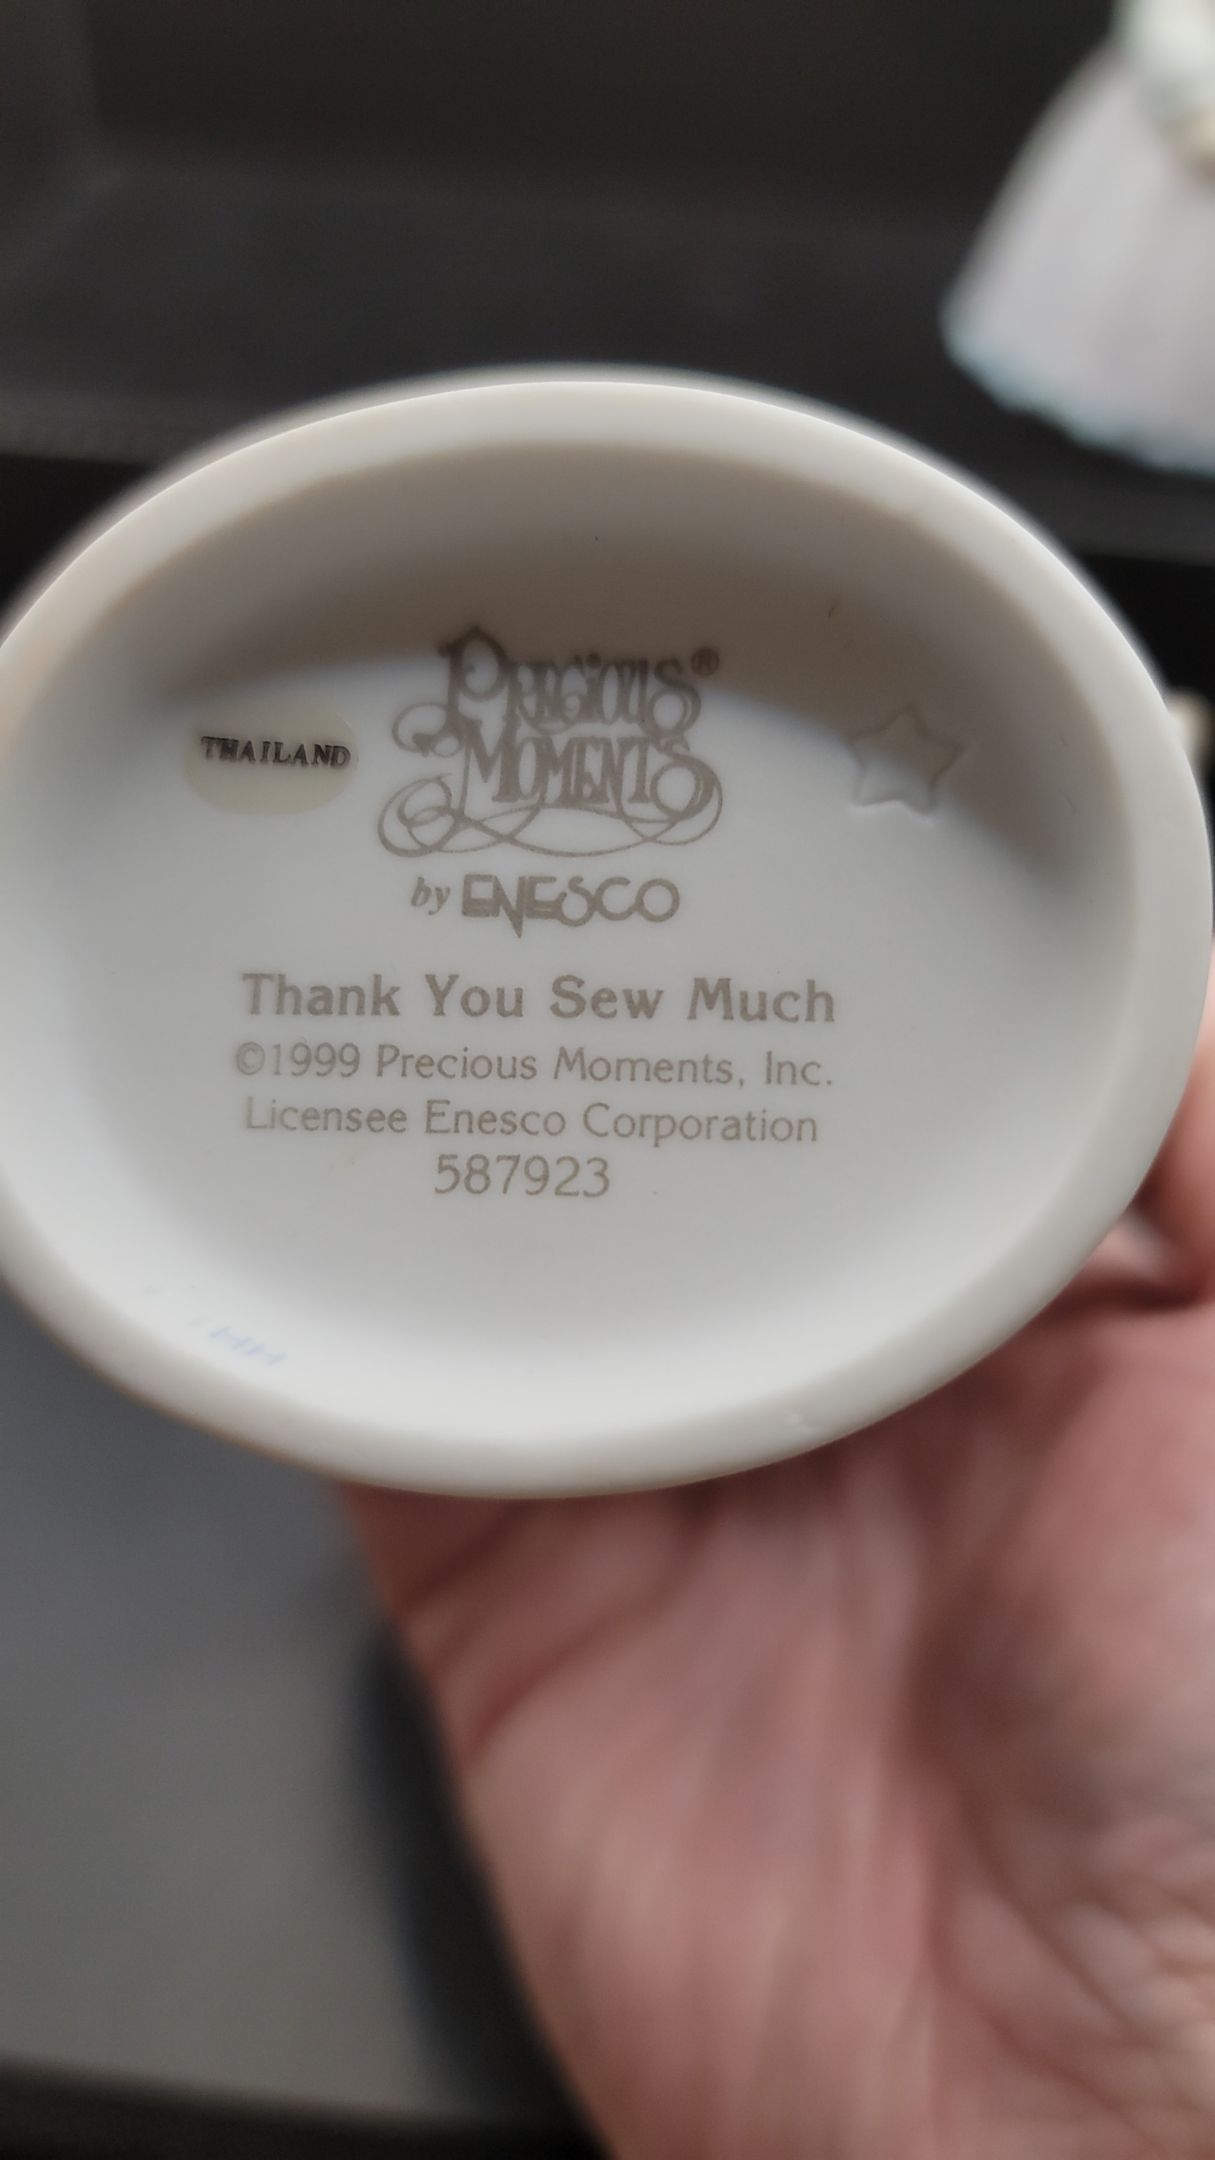 THAILAND
PRECIOUS®
MOMENTS
by ENESCO
Thank You Sew Much
©1999 Precious Moments, Inc.
Licensee Enesco Corporation
587923